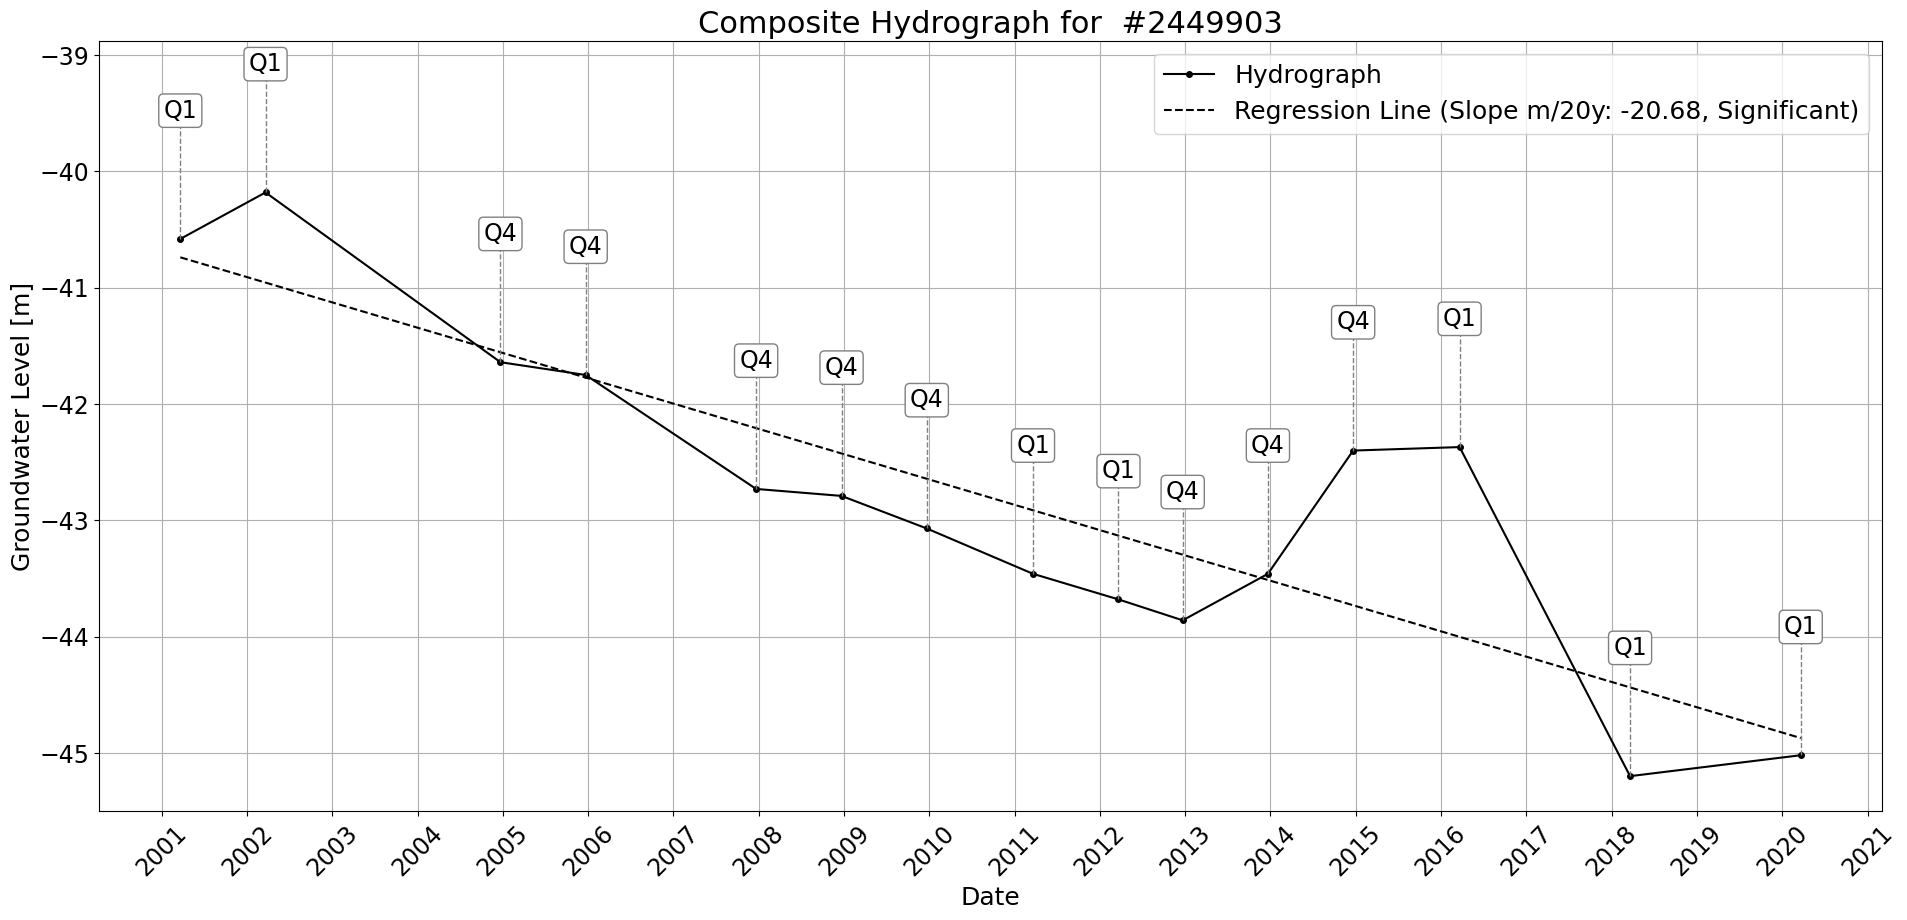 Composite Hydrograph for  #2449903
Hydrograph
Regression Line (Slope m/20y: -20.68, Significant)
Groundwater Level [m]
−39
−40
−41
−42
−43
−44
−45
Q1
Q1
Q4
Q4
Q4
Q4
Q4
Q1
Q1
Q4
Q4
Q4
Q1
Q1
Q1
2001
2002
2003
2004
2005
2006
2007
2008
2009
2010
2011
2012
2013
2014
2015
2016
2017
2018
2019
2020
2021
Date